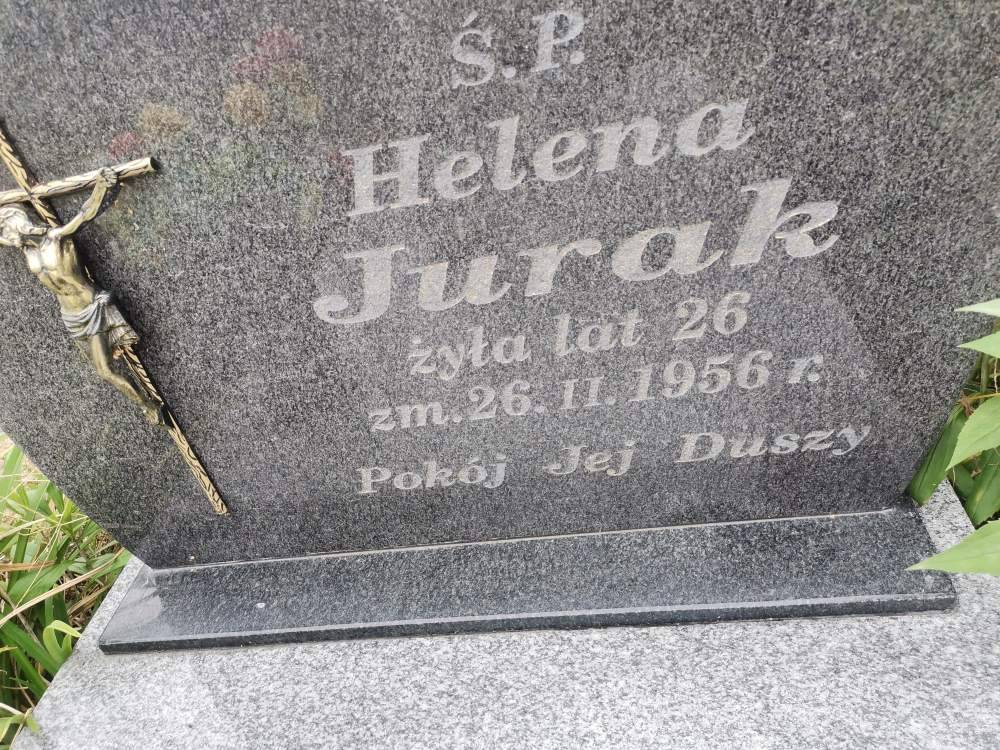 Ś.P.
Helena
Jurak
żyła lat 26
zm. 26. II. 1956 r.
Pokój Jej Duszy